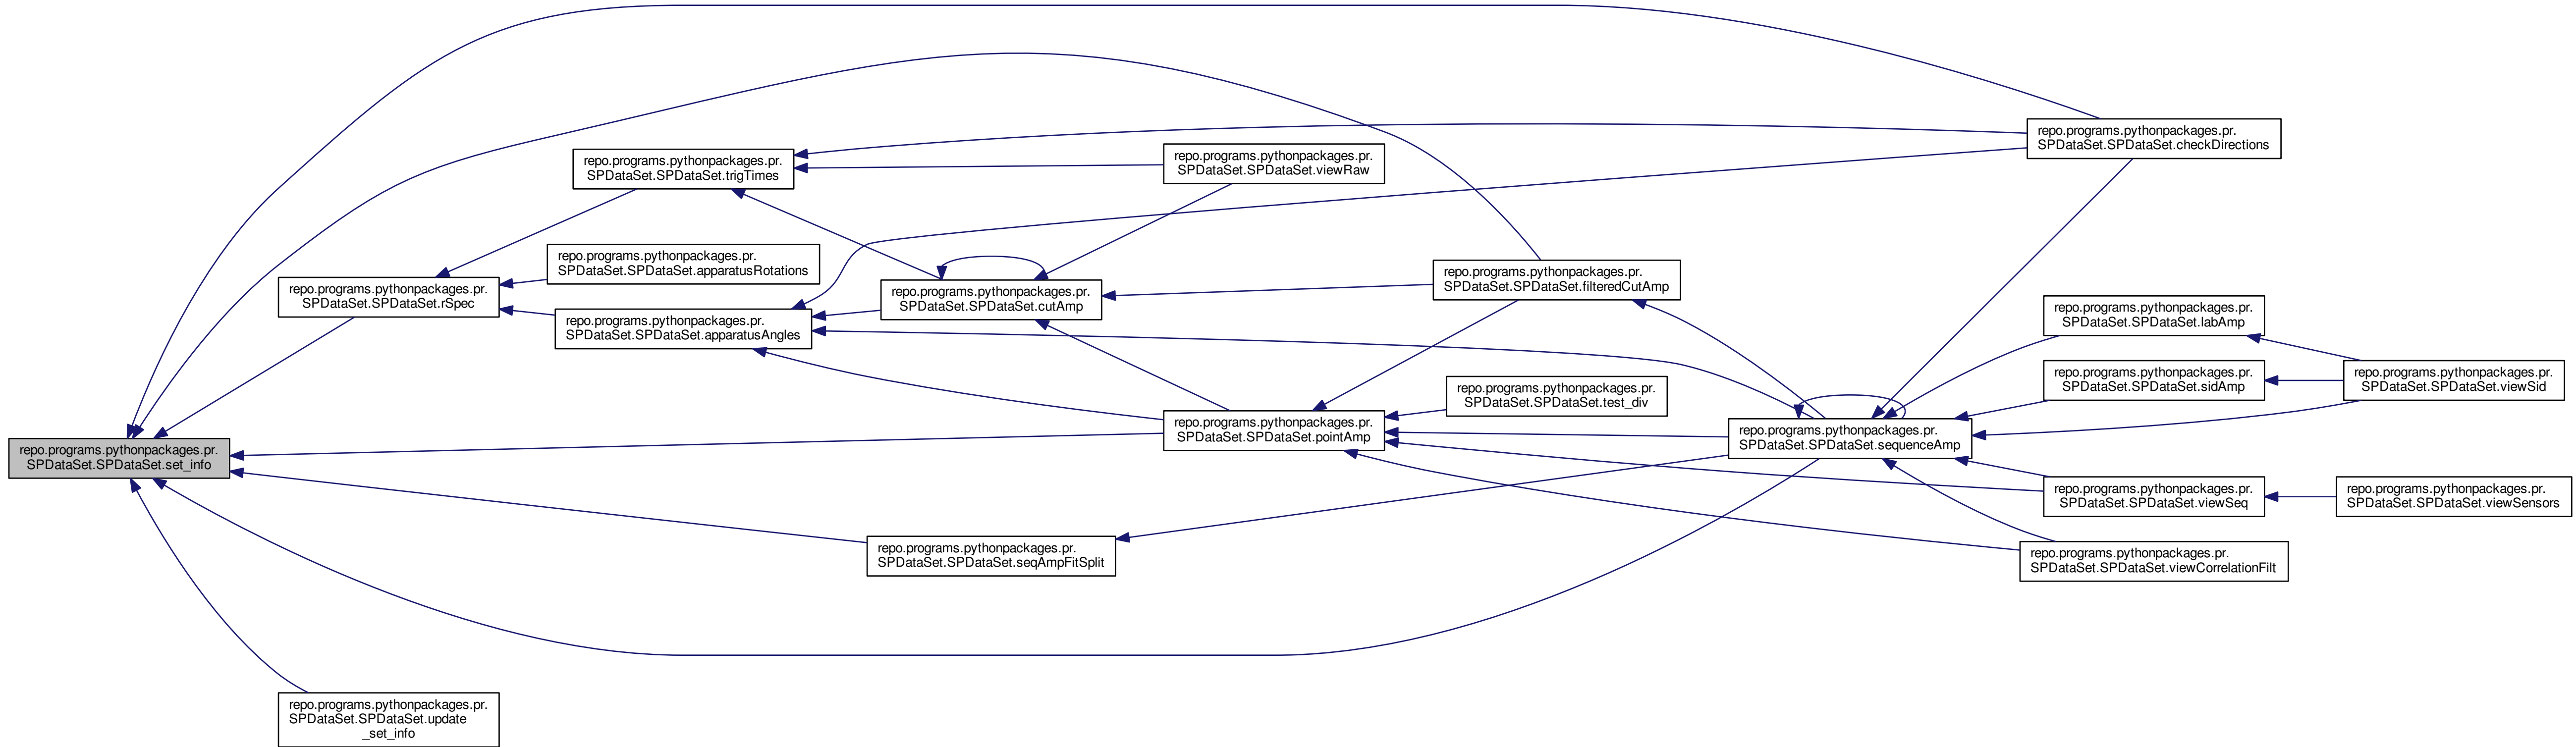 repo.programs.pythonpackages.pr.
SPDataSet.SPDataSet.checkDirections
repo.programs.pythonpackages.pr.
SPDataSet.SPDataSet.trigTimes
repo.programs.pythonpackages.pr.
SPDataSet.SPDataSet.viewRaw
repo.programs.pythonpackages.pr.
SPDataSet.SPDataSet.apparatusRotations
repo.programs.pythonpackages.pr.
SPDataSet.SPDataSet.rSpec
repo.programs.pythonpackages.pr.
SPDataSet.SPDataSet.cutAmp
repo.programs.pythonpackages.pr.
SPDataSet.SPDataSet.filteredCutAmp
repo.programs.pythonpackages.pr.
SPDataSet.SPDataSet.apparatusAngles
repo.programs.pythonpackages.pr.
SPDataSet.SPDataSet.labAmp
repo.programs.pythonpackages.pr.
SPDataSet.SPDataSet.sidAmp
repo.programs.pythonpackages.pr.
SPDataSet.SPDataSet.viewSid
repo.programs.pythonpackages.pr.
SPDataSet.SPDataSet.test_div
repo.programs.pythonpackages.pr.
SPDataSet.SPDataSet.pointAmp
repo.programs.pythonpackages.pr.
SPDataSet.SPDataSet.sequenceAmp
repo.programs.pythonpackages.pr.
SPDataSet.SPDataSet.set_info
repo.programs.pythonpackages.pr.
SPDataSet.SPDataSet.viewSeq
repo.programs.pythonpackages.pr.
SPDataSet.SPDataSet.viewSensors
repo.programs.pythonpackages.pr.
SPDataSet.SPDataSet.seqAmpFitSplit
repo.programs.pythonpackages.pr.
SPDataSet.SPDataSet.viewCorrelationFilt
repo.programs.pythonpackages.pr.
SPDataSet.SPDataSet.update
_set_info